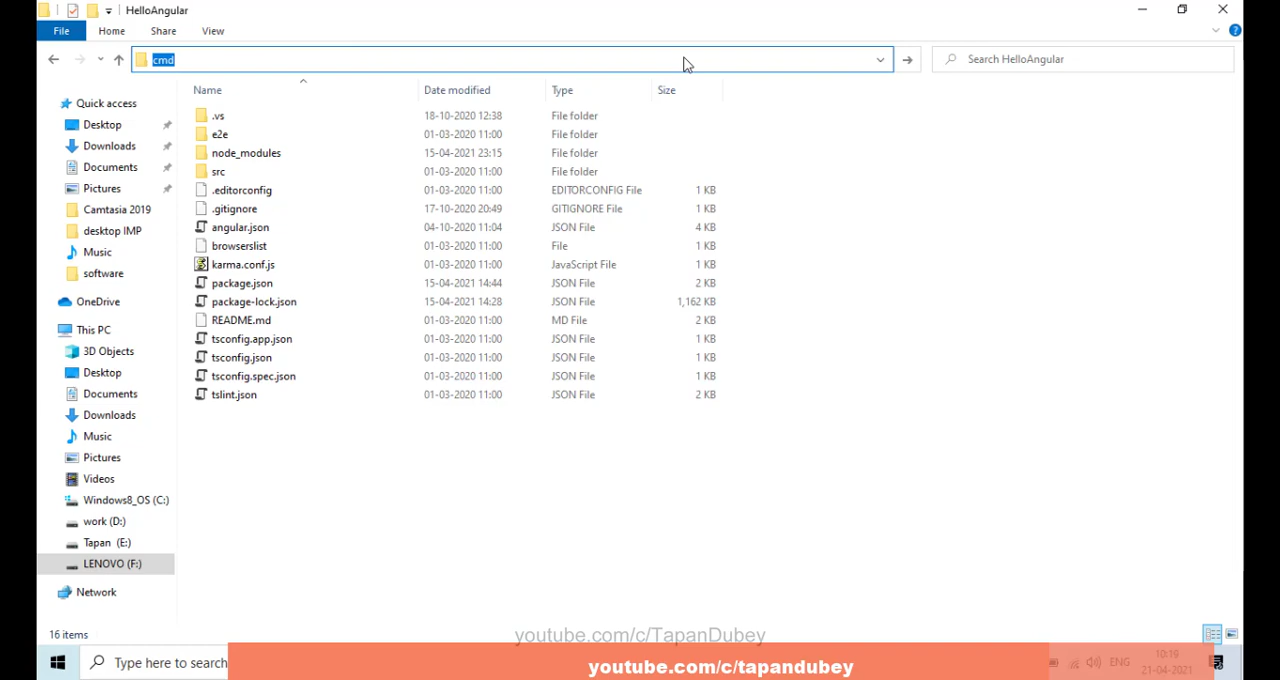 HelloAngular
File Home Share View
cmd
Search HelloAngular
Name Date modified Type Size
Quick access
Desktop
Downloads
Documents
Pictures
Camtasia 2019
desktop IMP
Music
software
OneDrive
This PC
3D Objects
Desktop
Documents
Downloads
Music
Pictures
Videos
Windows8_OS (C:)
work (D:)
Tapan (E:)
LENOVO (F:)
Network
.vs 18-10-2020 12:38 File folder
e2e 01-03-2020 11:00 File folder
node_modules 15-04-2021 23:15 File folder
src 01-03-2020 11:00 File folder
.editorconfig 01-03-2020 11:00 EDITORCONFIG File 1 KB
.gitignore 17-10-2020 20:49 GITIGNORE File 1 KB
angular.json 04-10-2020 11:04 JSON File 4 KB
browserslist 01-03-2020 11:00 File 1 KB
karma.conf.js 01-03-2020 11:00 JavaScript File 1 KB
package.json 15-04-2021 14:44 JSON File 2 KB
package-lock.json 15-04-2021 14:28 JSON File 1,162 KB
README.md 01-03-2020 11:00 MD File 2 KB
tsconfig.app.json 01-03-2020 11:00 JSON File 1 KB
tsconfig.json 01-03-2020 11:00 JSON File 1 KB
tsconfig.spec.json 01-03-2020 11:00 JSON File 1 KB
tslint.json 01-03-2020 11:00 JSON File 2 KB
16 items
youtube.com/c/TapanDubey
Type here to search
youtube.com/c/tapandubey
ENG
10:19
21-04-2021